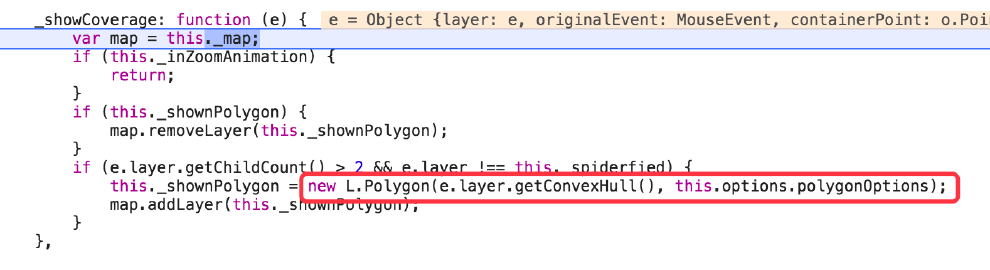 _showCoverage: function (e) { e = Object {layer: e, originalEvent: MouseEvent, containerPoint: o.Poi
var map = this._map;
if (this._inZoomAnimation) {
return;
}
if (this._shownPolygon) {
map.removeLayer(this._shownPolygon);
}
if (e.layer.getChildCount() > 2 && e.layer !== this._spiderfied) {
this._shownPolygon = new L.Polygon(e.layer.getConvexHull(), this.options.polygonOptions);
map.addLayer(this._shownPolygon);
}
},